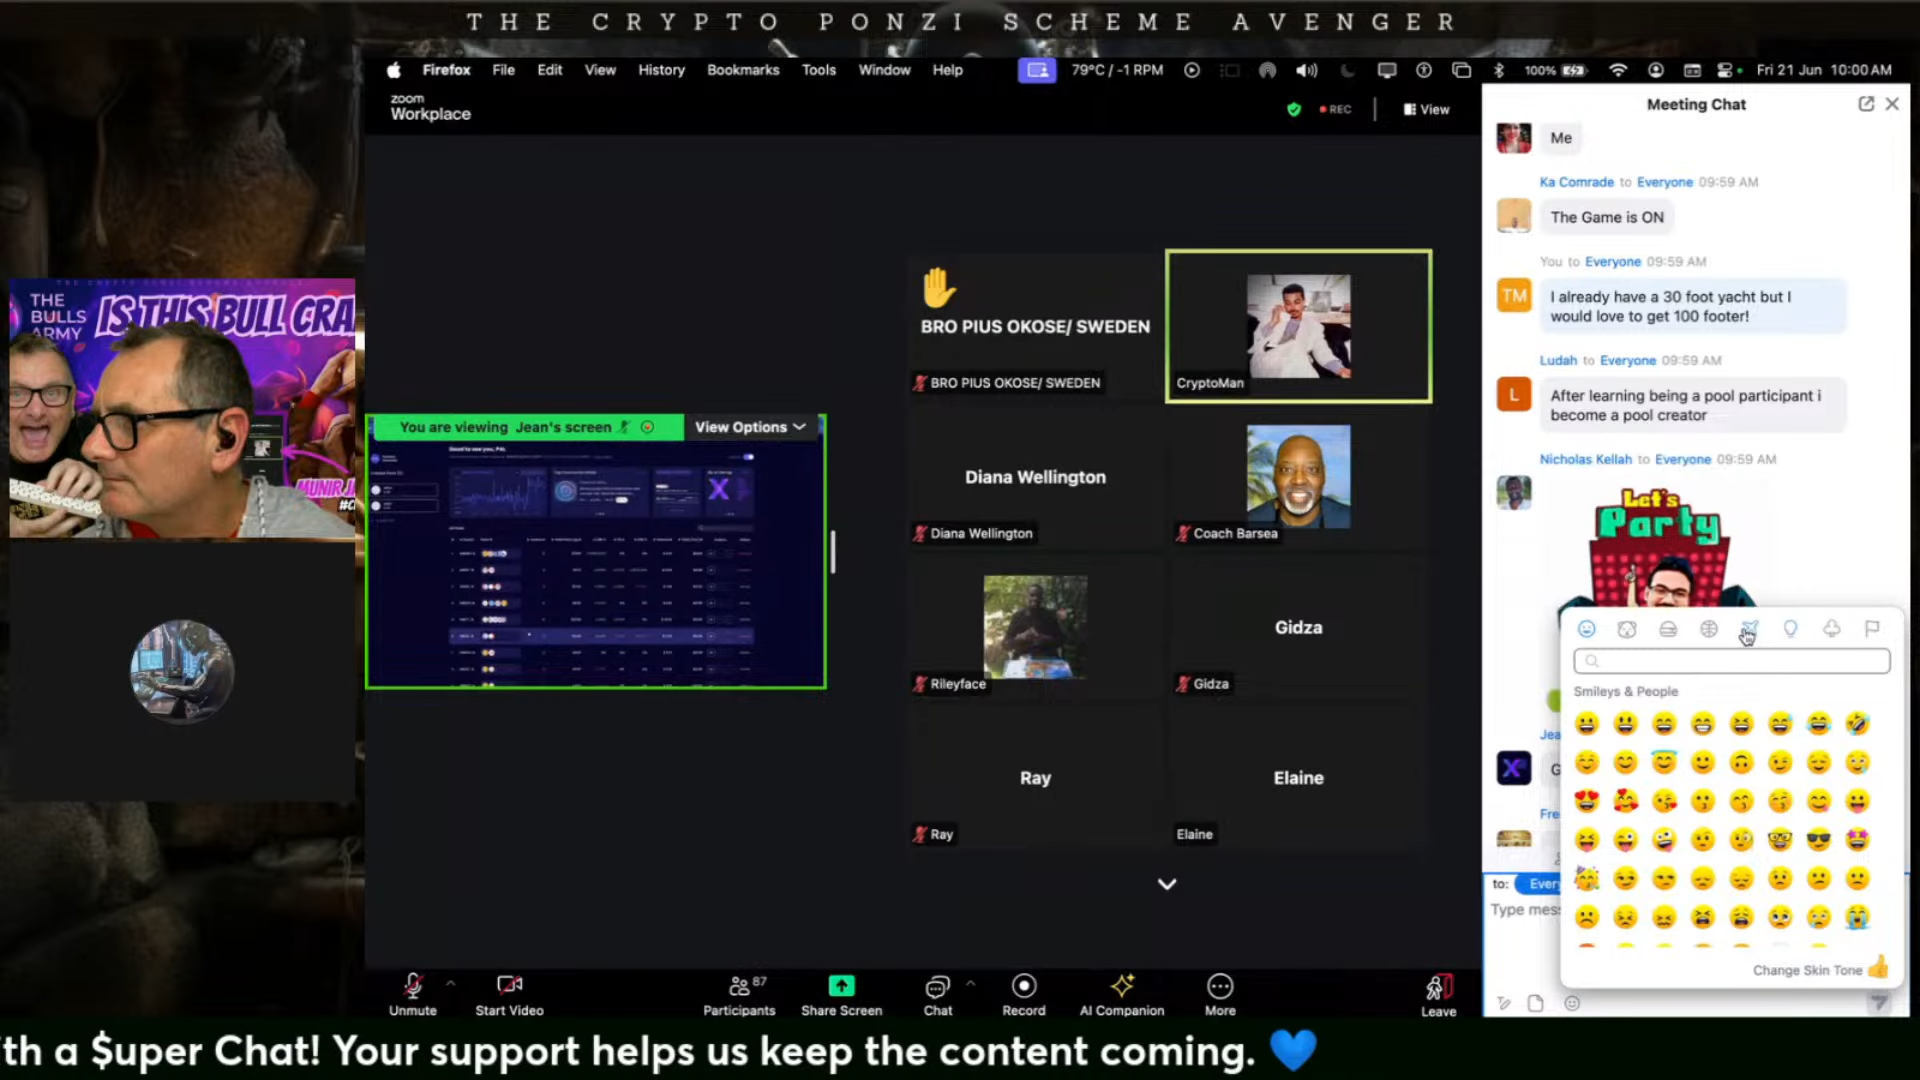 THE CRYPTO PONZI SCHEME AVENGER
Firefox File Edit View History Bookmarks Tools Window Help
79°C / -1 RPM
100%
Fri 21 Jun 10:00 AM
zoom
Workplace
REC
View
Meeting Chat
Me
Ka Comrade to Everyone 09:59 AM
The Game is ON
You to Everyone 09:59 AM
TM
I already have a 30 foot yacht but I
would love to get 100 footer!
Ludah to Everyone 09:59 AM
L
After learning being a pool participant i
become a pool creator
Nicholas Kellah to Everyone 09:59 AM
Let's
Party
Smileys & People
Jea
X
G
Fre
to: Every
Type mes
Change Skin Tone
THE
BULLS
ARMY
IS THIS BULL CRA
MUNIR J
You are viewing Jean's screen
View Options
X
BRO PIUS OKOSE/ SWEDEN
BRO PIUS OKOSE/ SWEDEN
CryptoMan
Diana Wellington
Diana Wellington
Coach Barsea
Rileyface
Gidza
Gidza
Ray
Ray
Elaine
Elaine
Unmute
Start Video
87
Participants
Share Screen
Chat
Record
AI Companion
More
Leave
th a $uper Chat! Your support helps us keep the content coming. 💙